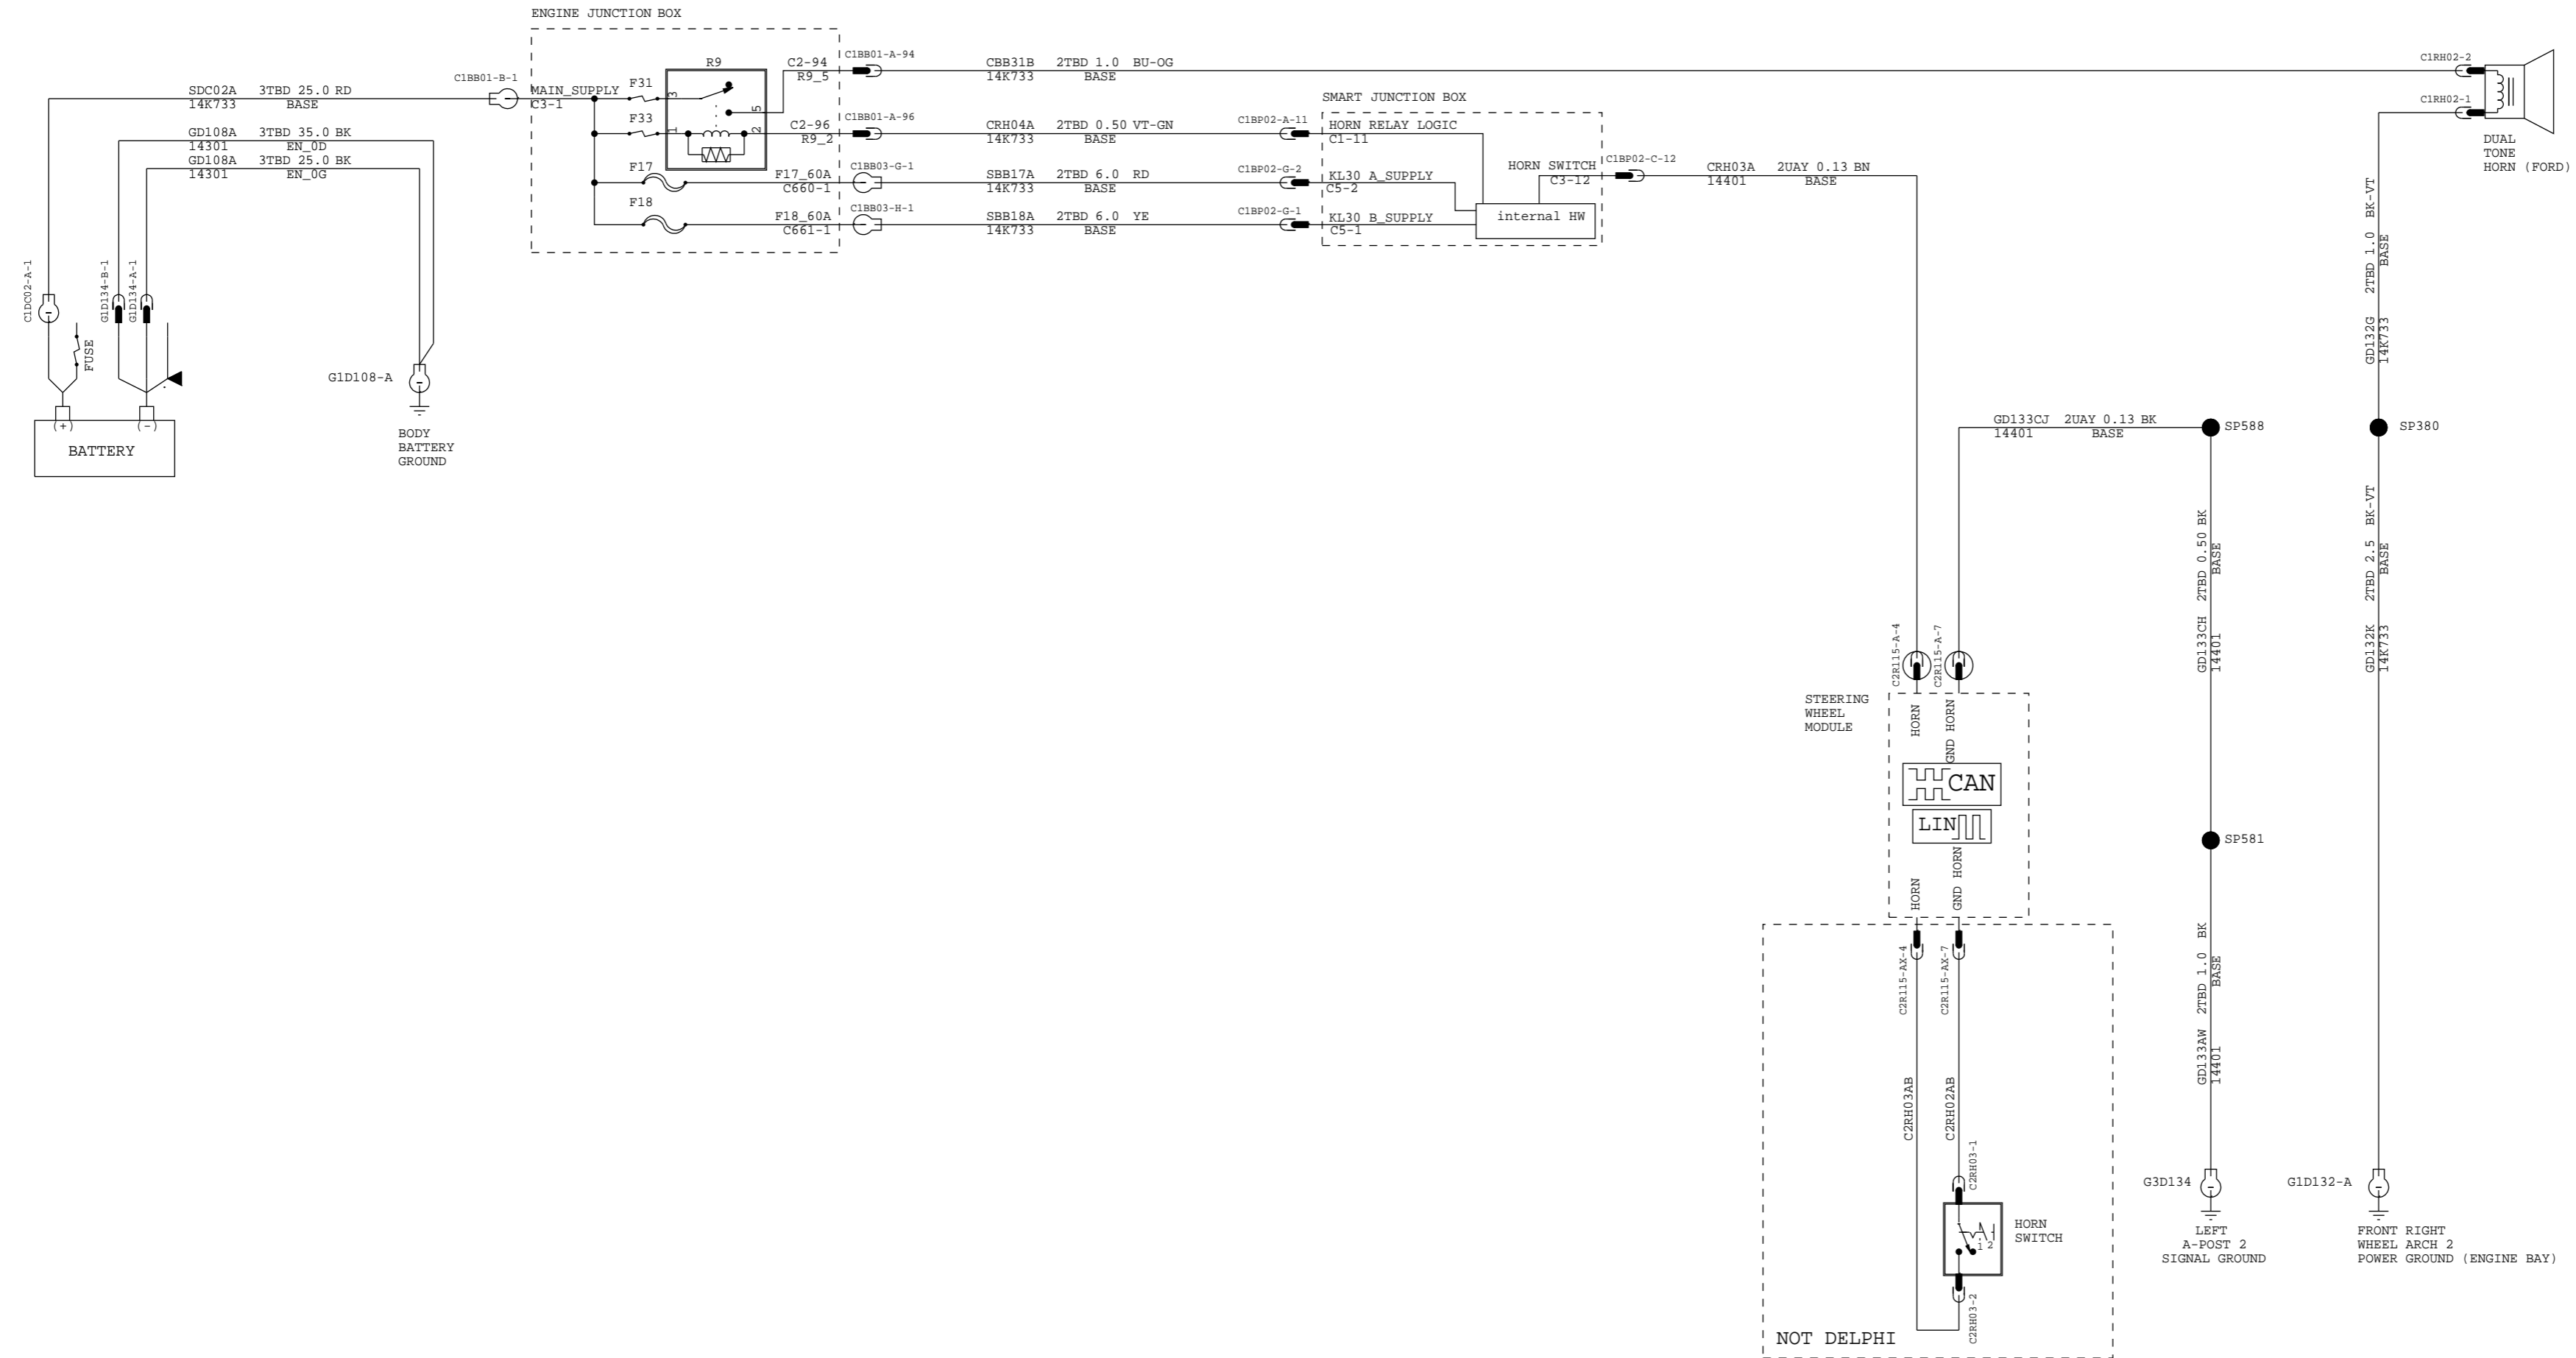 ENGINE JUNCTION BOX
C1BB01-B-1
SDC02A 3TBD 25.0 RD
14K733 BASE
GD108A 3TBD 35.0 BK
14301 EN_0D
GD108A 3TBD 25.0 BK
14301 EN_0G
C1DC02-A-1
G1D134-B-1
G1D134-A-1
FUSE
(+)
(-)
BATTERY
G1D108-A
BODY
BATTERY
GROUND
MAIN_SUPPLY
C3-1
F31
F33
F17
F18
R9
3
5
1
2
C2-94
R9_5
C2-96
R9_2
F17_60A
C660-1
F18_60A
C661-1
C1BB01-A-94
C1BB01-A-96
C1BB03-G-1
C1BB03-H-1
CBB31B 2TBD 1.0 BU-OG
14K733 BASE
CRH04A 2TBD 0.50 VT-GN
14K733 BASE
SBB17A 2TBD 6.0 RD
14K733 BASE
SBB18A 2TBD 6.0 YE
14K733 BASE
C1BP02-A-11
C1BP02-G-2
C1BP02-G-1
SMART JUNCTION BOX
HORN RELAY LOGIC
C1-11
KL30 A_SUPPLY
C5-2
KL30 B_SUPPLY
C5-1
HORN SWITCH
C3-12
internal HW
C1BP02-C-12
CRH03A 2UAY 0.13 BN
14401 BASE
C1RH02-2
C1RH02-1
DUAL
TONE
HORN (FORD)
GD132G 2TBD 1.0 BK-VT
14K733 BASE
SP380
GD132K 2TBD 2.5 BK-VT
14K733 BASE
GD133CJ 2UAY 0.13 BK
14401 BASE
SP588
GD133CH 2TBD 0.50 BK
14401 BASE
SP581
GD133AW 2TBD 1.0 BK
14401 BASE
C2R115-A-4
C2R115-A-7
STEERING
WHEEL
MODULE
HORN
GND HORN
CAN
LIN
HORN
GND HORN
C2R115-AX-4
C2R115-AX-7
C2RH03AB
C2RH02AB
C2RH03-1
HORN
SWITCH
1 2
C2RH03-2
NOT DELPHI
G3D134
LEFT
A-POST 2
SIGNAL GROUND
G1D132-A
FRONT RIGHT
WHEEL ARCH 2
POWER GROUND (ENGINE BAY)